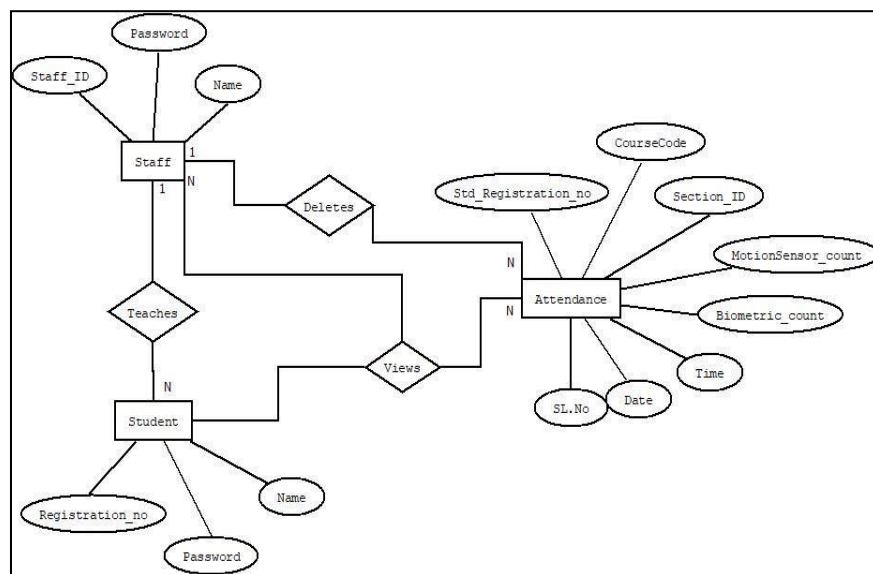 Password
Staff_ID
Name
Staff
1
N
1
Deletes
CourseCode
Std_Registration_no
Section_ID
MotionSensor_count
N
Attendance
N
Biometric_count
Teaches
Views
Time
N
SL.No
Date
Student
Name
Registration_no
Password